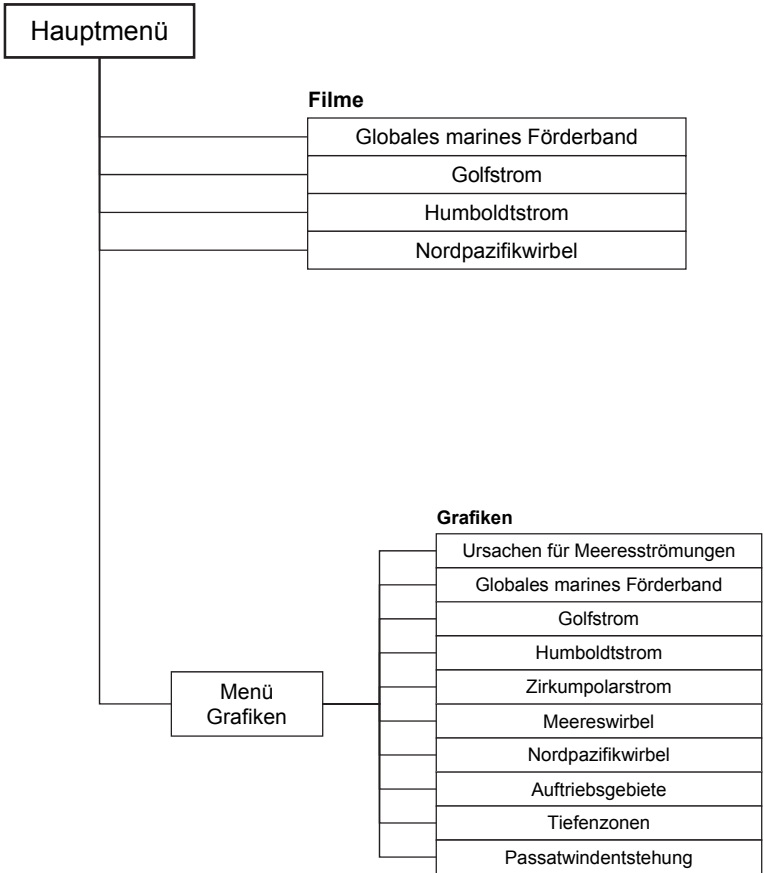 Hauptmenü
Filme
Globales marines Förderband
Golfstrom
Humboldtstrom
Nordpazifikwirbel
Menü
Grafiken
Grafiken
Ursachen für Meeresströmungen
Globales marines Förderband
Golfstrom
Humboldtstrom
Zirkumpolarstrom
Meereswirbel
Nordpazifikwirbel
Auftriebsgebiete
Tiefenzonen
Passatwindentstehung